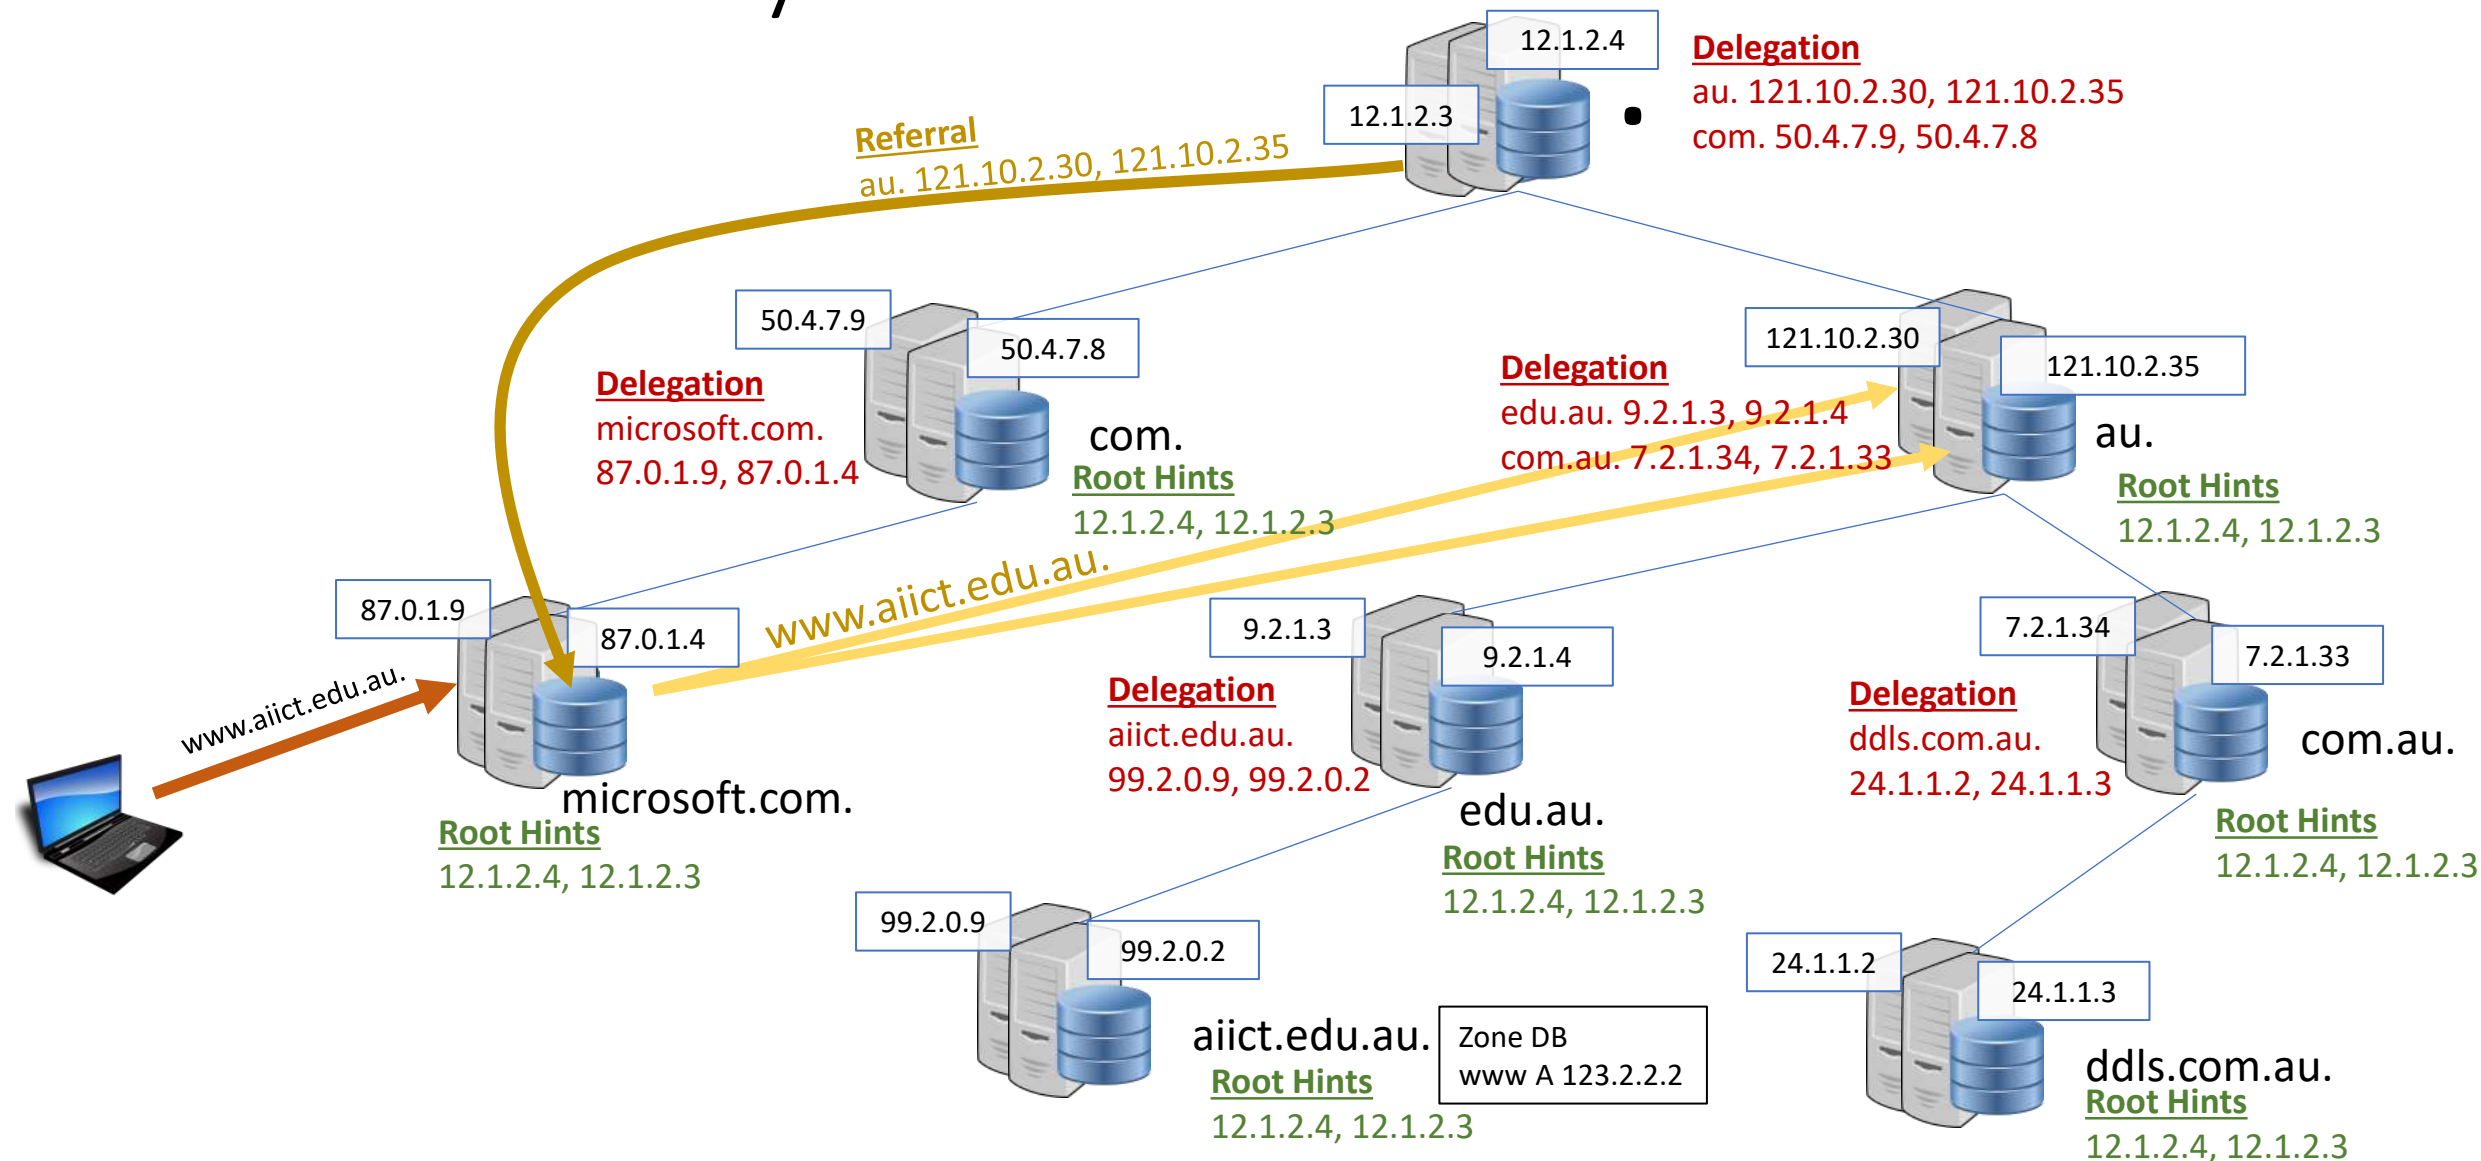 12.1.2.4
12.1.2.3
.
Delegation
au. 121.10.2.30, 121.10.2.35
com. 50.4.7.9, 50.4.7.8
Referral
au. 121.10.2.30, 121.10.2.35
50.4.7.9
50.4.7.8
Delegation
microsoft.com.
87.0.1.9, 87.0.1.4
com.
Root Hints
12.1.2.4, 12.1.2.3
121.10.2.30
121.10.2.35
Delegation
edu.au. 9.2.1.3, 9.2.1.4
com.au. 7.2.1.34, 7.2.1.33
au.
Root Hints
12.1.2.4, 12.1.2.3
www.aiict.edu.au.
www.aiict.edu.au.
87.0.1.9
87.0.1.4
microsoft.com.
Root Hints
12.1.2.4, 12.1.2.3
9.2.1.3
9.2.1.4
Delegation
aiict.edu.au.
99.2.0.9, 99.2.0.2
edu.au.
Root Hints
12.1.2.4, 12.1.2.3
7.2.1.34
7.2.1.33
Delegation
ddls.com.au.
24.1.1.2, 24.1.1.3
com.au.
Root Hints
12.1.2.4, 12.1.2.3
99.2.0.9
99.2.0.2
aiict.edu.au.
Root Hints
12.1.2.4, 12.1.2.3
Zone DB
www A 123.2.2.2
24.1.1.2
24.1.1.3
ddls.com.au.
Root Hints
12.1.2.4, 12.1.2.3